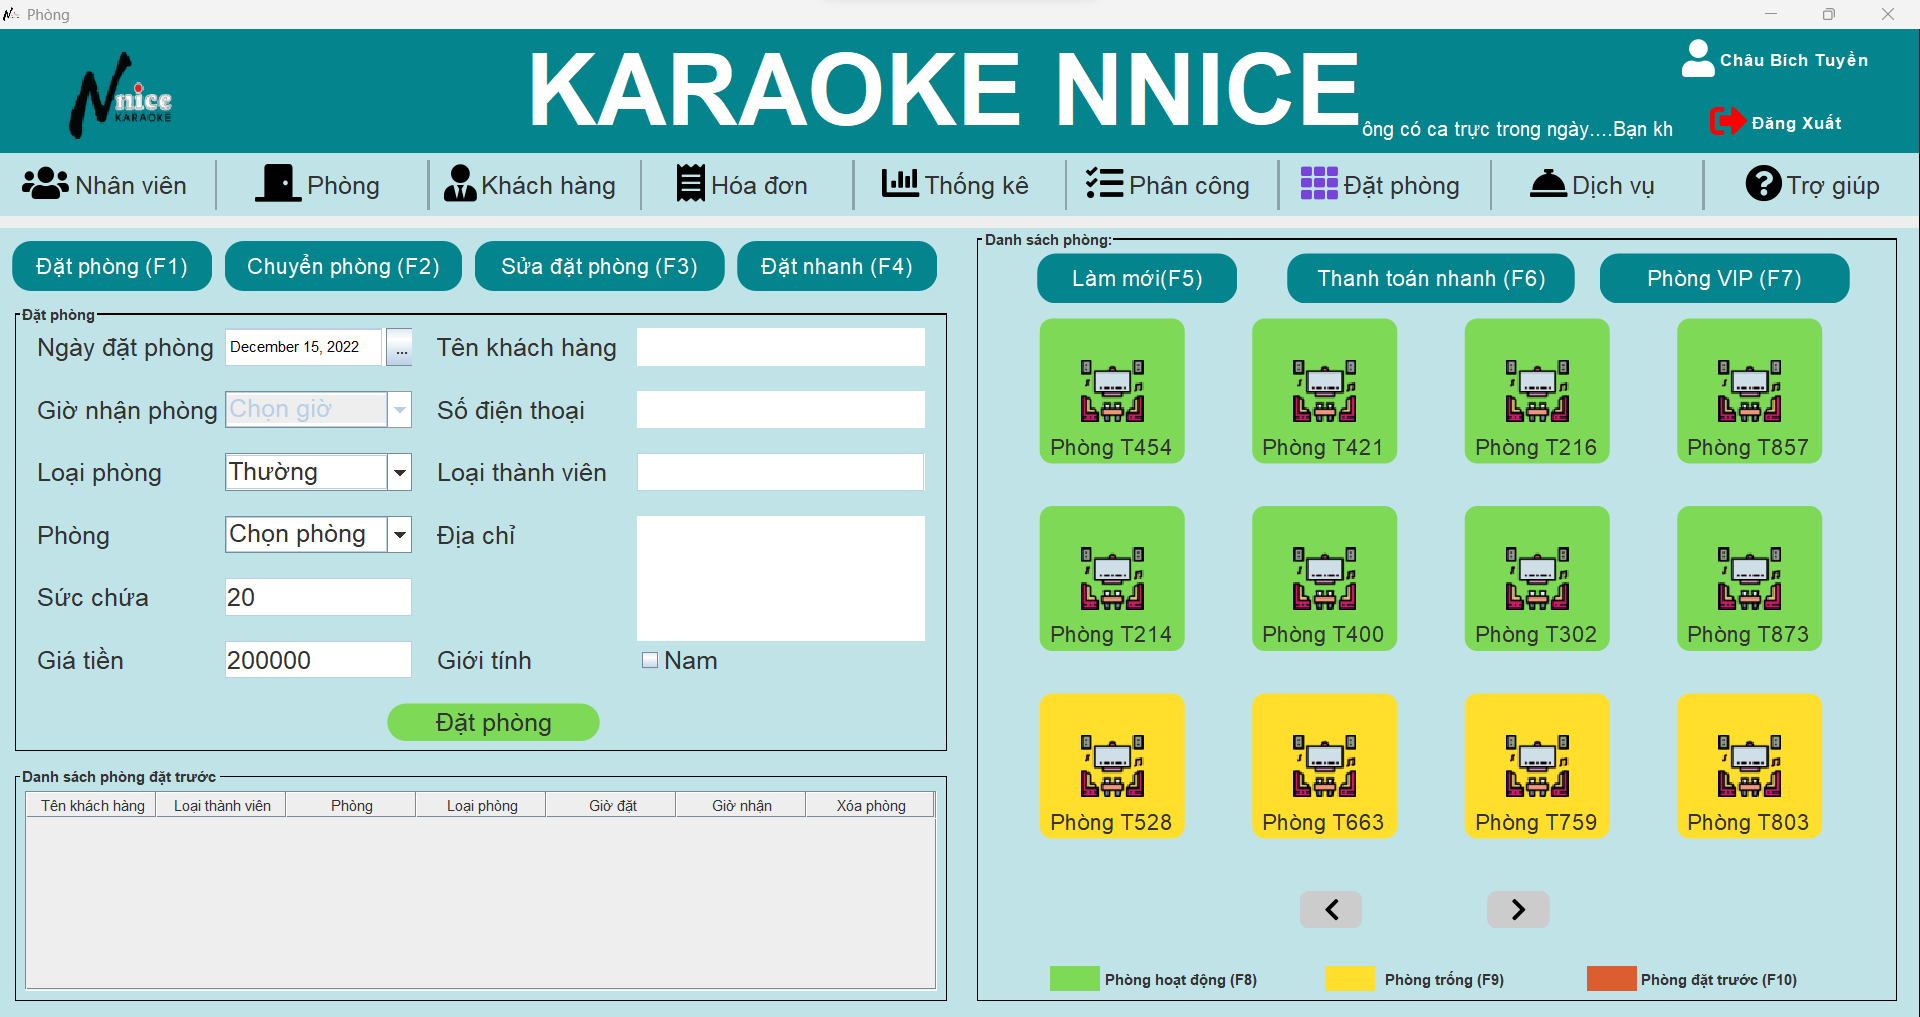 Phòng
nnice
KARAOKE
KARAOKE NNICE
ông có ca trực trong ngày....Bạn kh
Châu Bích Tuyền
Đăng Xuất
Nhân viên
Phòng
Khách hàng
Hóa đơn
Thống kê
Phân công
Đặt phòng
Dịch vụ
Trợ giúp
Đặt phòng (F1)
Chuyển phòng (F2)
Sửa đặt phòng (F3)
Đặt nhanh (F4)
Đặt phòng
Ngày đặt phòng
December 15, 2022
...
Tên khách hàng
Giờ nhận phòng
Chọn giờ
Số điện thoại
Loại phòng
Thường
Loại thành viên
Phòng
Chọn phòng
Địa chỉ
Sức chứa
20
Giá tiền
200000
Giới tính
Nam
Đặt phòng
Danh sách phòng đặt trước
Tên khách hàng
Loại thành viên
Phòng
Loại phòng
Giờ đặt
Giờ nhận
Xóa phòng
Danh sách phòng:
Làm mới(F5)
Thanh toán nhanh (F6)
Phòng VIP (F7)
Phòng T454
Phòng T421
Phòng T216
Phòng T857
Phòng T214
Phòng T400
Phòng T302
Phòng T873
Phòng T528
Phòng T663
Phòng T759
Phòng T803
Phòng hoạt động (F8)
Phòng trống (F9)
Phòng đặt trước (F10)